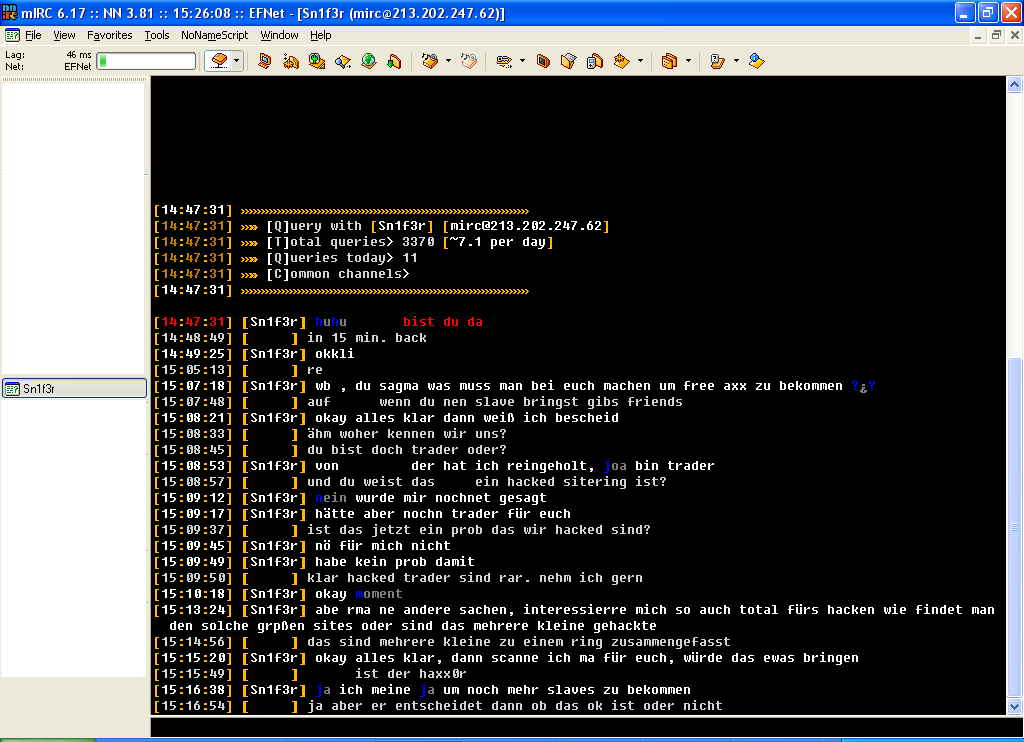 mIRC 6.17 :: NN 3.81 :: 15:26:08 :: EFNet - [Sn1f3r (mirc@213.202.247.62)]
File View Favorites Tools NoNameScript Window Help
Lag: 46 ms
Net: EFNet
[14:47:31] »»»»»»»»»»»»»»»»»»»»»»»»»»»»»»»»»»»»»»»»»»»»»»»»
[14:47:31] »»» [Q]uery with [Sn1f3r] [mirc@213.202.247.62]
[14:47:31] »»» [T]otal queries> 3370 [~7.1 per day]
[14:47:31] »»» [Q]ueries today> 11
[14:47:31] »»» [C]ommon channels>
[14:47:31] »»»»»»»»»»»»»»»»»»»»»»»»»»»»»»»»»»»»»»»»»»»»»»»»
[14:47:31] [Sn1f3r] huhu bist du da
[14:48:49] [ ] in 15 min. back
[14:49:25] [Sn1f3r] okkli
[15:05:13] [ ] re
Sn1f3r
[15:07:18] [Sn1f3r] wb , du sagma was muss man bei euch machen um free axx zu bekommen ?¿?
[15:07:48] [ ] auf wenn du nen slave bringst gibs friends
[15:08:21] [Sn1f3r] okay alles klar dann weiß ich bescheid
[15:08:33] [ ] ähm woher kennen wir uns?
[15:08:45] [ ] du bist doch trader oder?
[15:08:53] [Sn1f3r] von der hat ich reingeholt, joa bin trader
[15:08:57] [ ] und du weist das ein hacked sitering ist?
[15:09:12] [Sn1f3r] nein wurde mir nochnet gesagt
[15:09:17] [Sn1f3r] hätte aber nochn trader für euch
[15:09:37] [ ] ist das jetzt ein prob das wir hacked sind?
[15:09:45] [Sn1f3r] nö für mich nicht
[15:09:49] [Sn1f3r] habe kein prob damit
[15:09:50] [ ] klar hacked trader sind rar. nehm ich gern
[15:10:18] [Sn1f3r] okay moment
[15:13:24] [Sn1f3r] abe rma ne andere sachen, interessierre mich so auch total fürs hacken wie findet man
den solche grpßen sites oder sind das mehrere kleine gehackte
[15:14:56] [ ] das sind mehrere kleine zu einem ring zusammengefasst
[15:15:20] [Sn1f3r] okay alles klar, dann scanne ich ma für euch, würde das ewas bringen
[15:15:49] [ ] ist der haxx0r
[15:16:38] [Sn1f3r] ja ich meine ja um noch mehr slaves zu bekommen
[15:16:54] [ ] ja aber er entscheidet dann ob das ok ist oder nicht